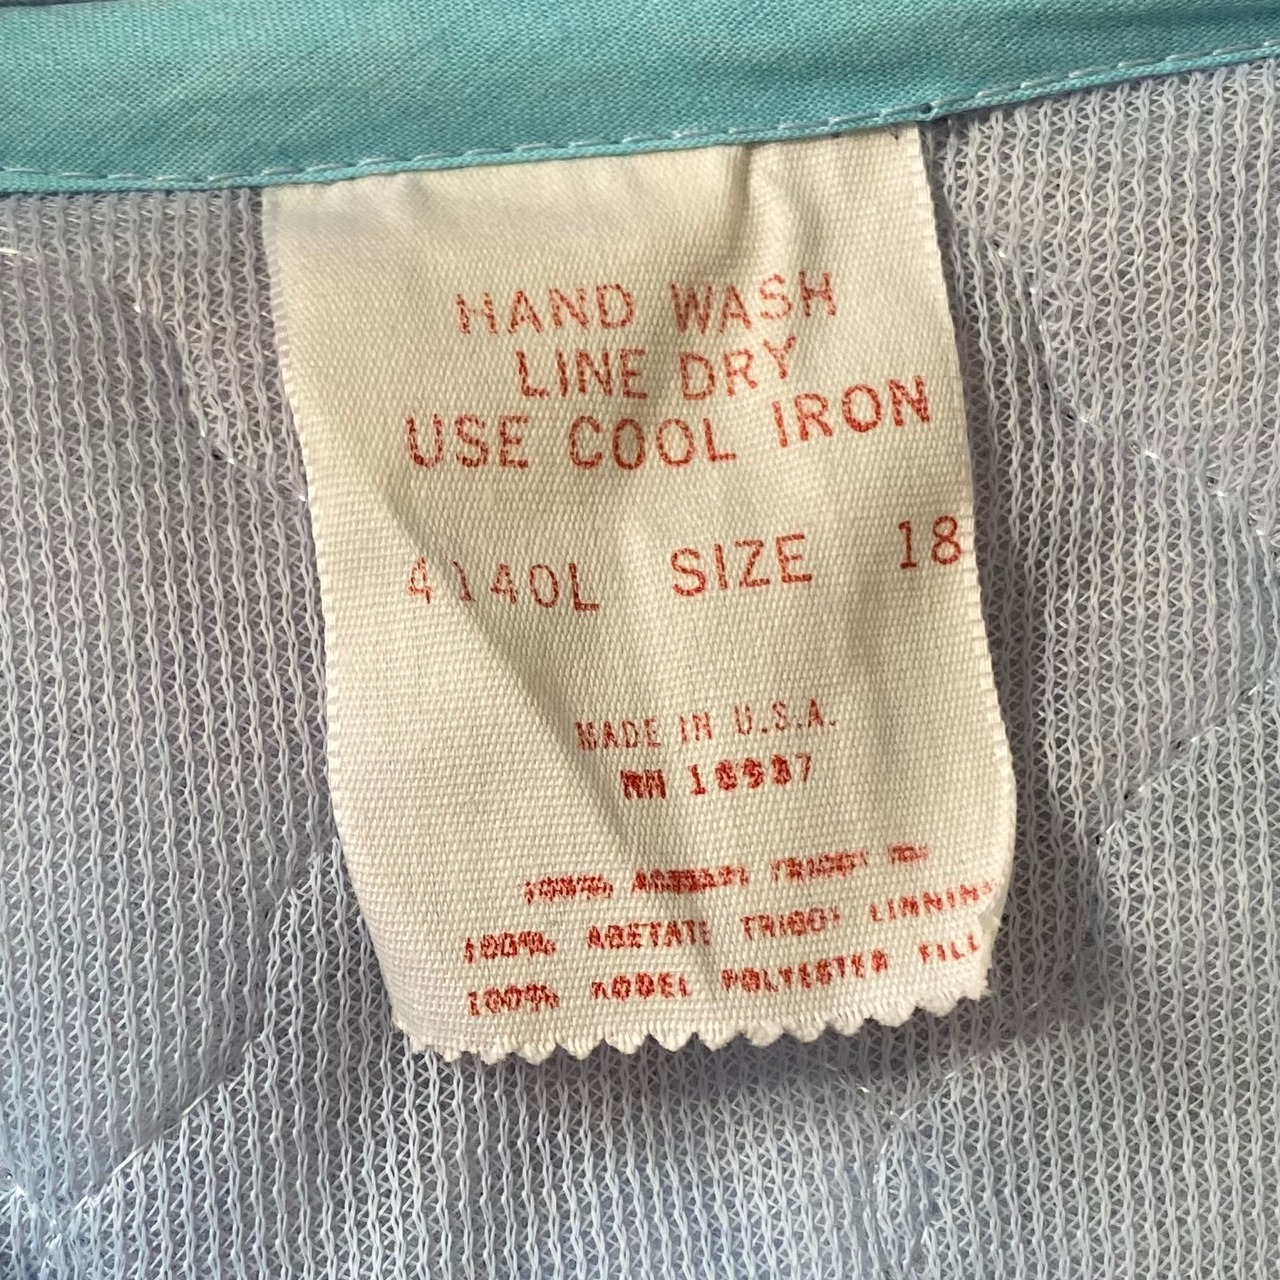 HAND WASH
LINE DRY
USE COOL IRON
4140L SIZE 18
MADE IN U.S.A.
100%
100% ACETATE TRICOT LINNING
100% KODEL POLYESTER FILL